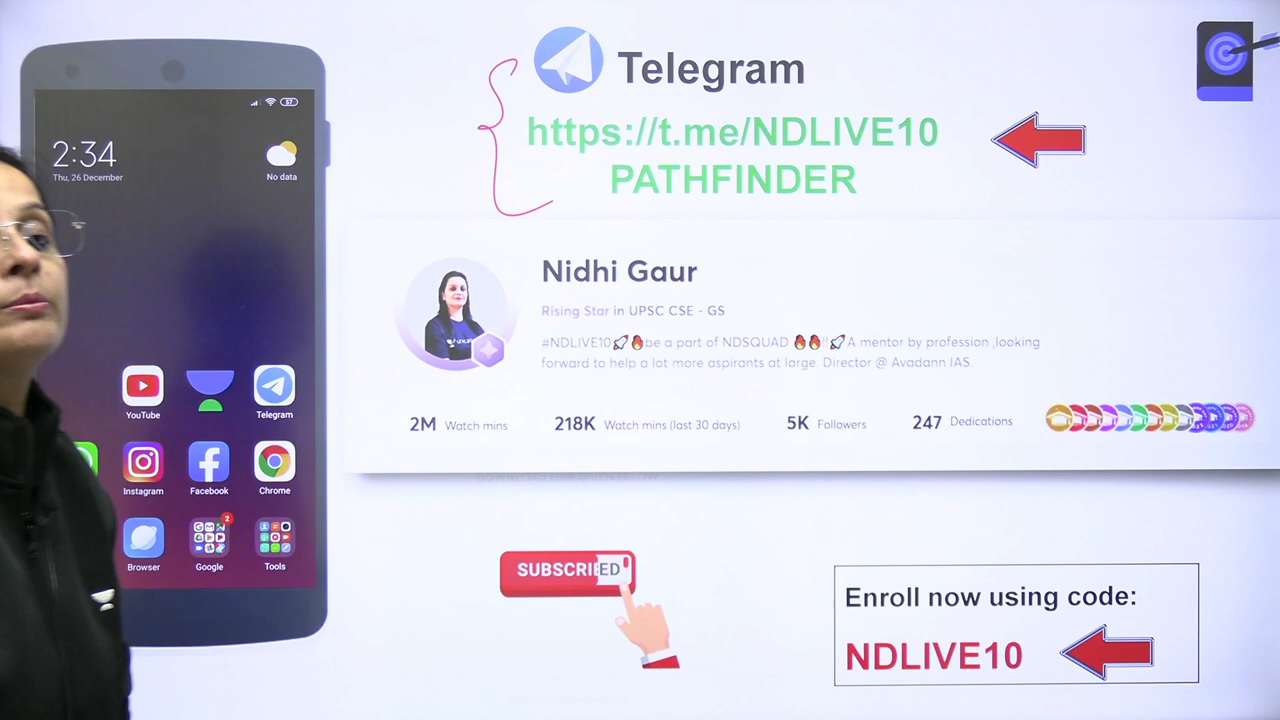 Telegram
https://t.me/NDLIVE10
PATHFINDER
2:34
Thu, 26 December
No data
57
YouTube
Telegram
Instagram
Facebook
Chrome
Browser
Google
2
Tools
Nidhi Gaur
Rising Star in UPSC CSE - GS
#NDLIVE10🚀🔥be a part of NDSQUAD 🔥🔥!!🚀A mentor by profession ,looking
forward to help a lot more aspirants at large. Director @ Avadann IAS.
2M Watch mins
218K Watch mins (last 30 days)
5K Followers
247 Dedications
SUBSCRIBED
Enroll now using code:
NDLIVE10